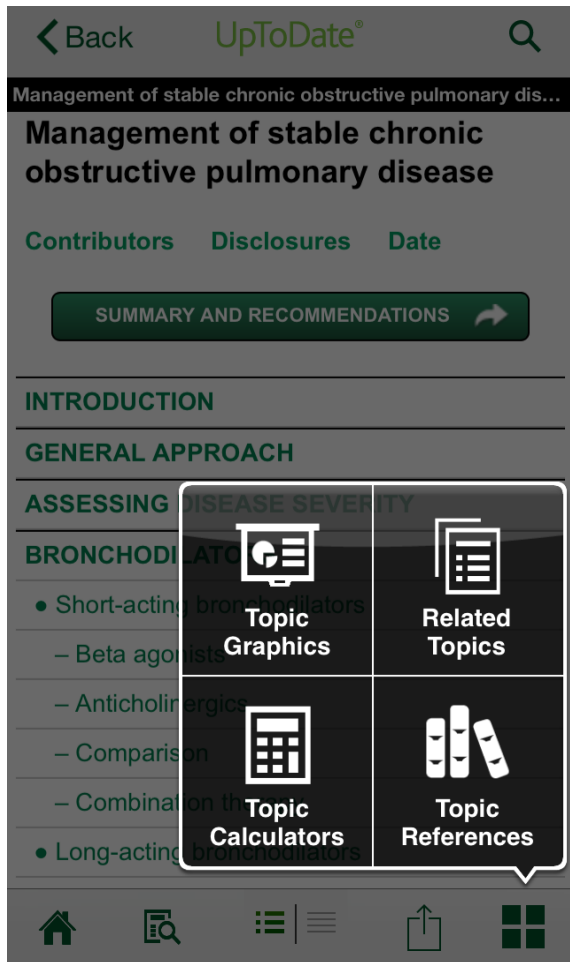 Back
UpToDate®
Management of stable chronic obstructive pulmonary dis...
Management of stable chronic
obstructive pulmonary disease
Contributors Disclosures Date
SUMMARY AND RECOMMENDATIONS
INTRODUCTION
GENERAL APPROACH
ASSESSING DISEASE SEVERITY
BRONCHODILATORS
• Short-acting bronchodilators
– Beta agonists
– Anticholinergics
– Comparison
– Combination therapy
• Long-acting bronchodilators
Topic
Graphics
Related
Topics
Topic
Calculators
Topic
References